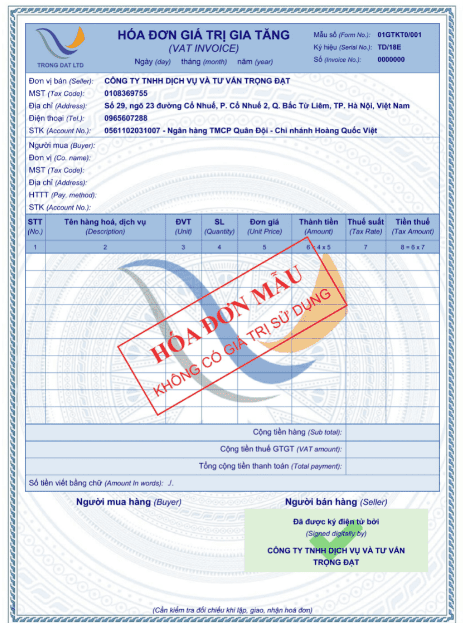 TRONG DAT LTD
HÓA ĐƠN GIÁ TRỊ GIA TĂNG
(VAT INVOICE)
Ngày (day) tháng (month) năm (year)
Mẫu số (Form No.): 01GTKT0/001
Ký hiệu (Serial No.): TD/18E
Số (Invoice No.): 0000000
Đơn vị bán (Seller): CÔNG TY TNHH DỊCH VỤ VÀ TƯ VẤN TRỌNG ĐẠT
MST (Tax Code): 0108369755
Địa chỉ (Address): Số 29, ngõ 23 đường Cổ Nhuế, P. Cổ Nhuế 2, Q. Bắc Từ Liêm, TP. Hà Nội, Việt Nam
Điện thoại (Tel.): 0965607288
STK (Account No.): 0561102031007 - Ngân hàng TMCP Quân Đội - Chi nhánh Hoàng Quốc Việt
Người mua (Buyer):
Đơn vị (Co. name):
MST (Tax Code):
Địa chỉ (Address):
HTTT (Pay. method):
STK (Account No.):
STT Tên hàng hoá, dịch vụ ĐVT SL Đơn giá Thành tiền Thuế suất Tiền thuế
(No.) (Description) (Unit) (Quantity) (Unit Price) (Amount) (Tax Rate) (Tax Amount)
1 2 3 4 5 6 = 4 x 5 7 8 = 6 x 7
HÓA ĐƠN MẪU
KHÔNG CÓ GIÁ TRỊ SỬ DỤNG
Cộng tiền hàng (Sub total):
Cộng tiền thuế GTGT (VAT amount):
Tổng cộng tiền thanh toán (Total payment):
Số tiền viết bằng chữ (Amount In words): ./.
Người mua hàng (Buyer) Người bán hàng (Seller)
Đã được ký điện tử bởi
(Signed digitally by)
CÔNG TY TNHH DỊCH VỤ VÀ TƯ VẤN
TRỌNG ĐẠT
(Cần kiểm tra đối chiếu khi lập, giao, nhận hoá đơn)